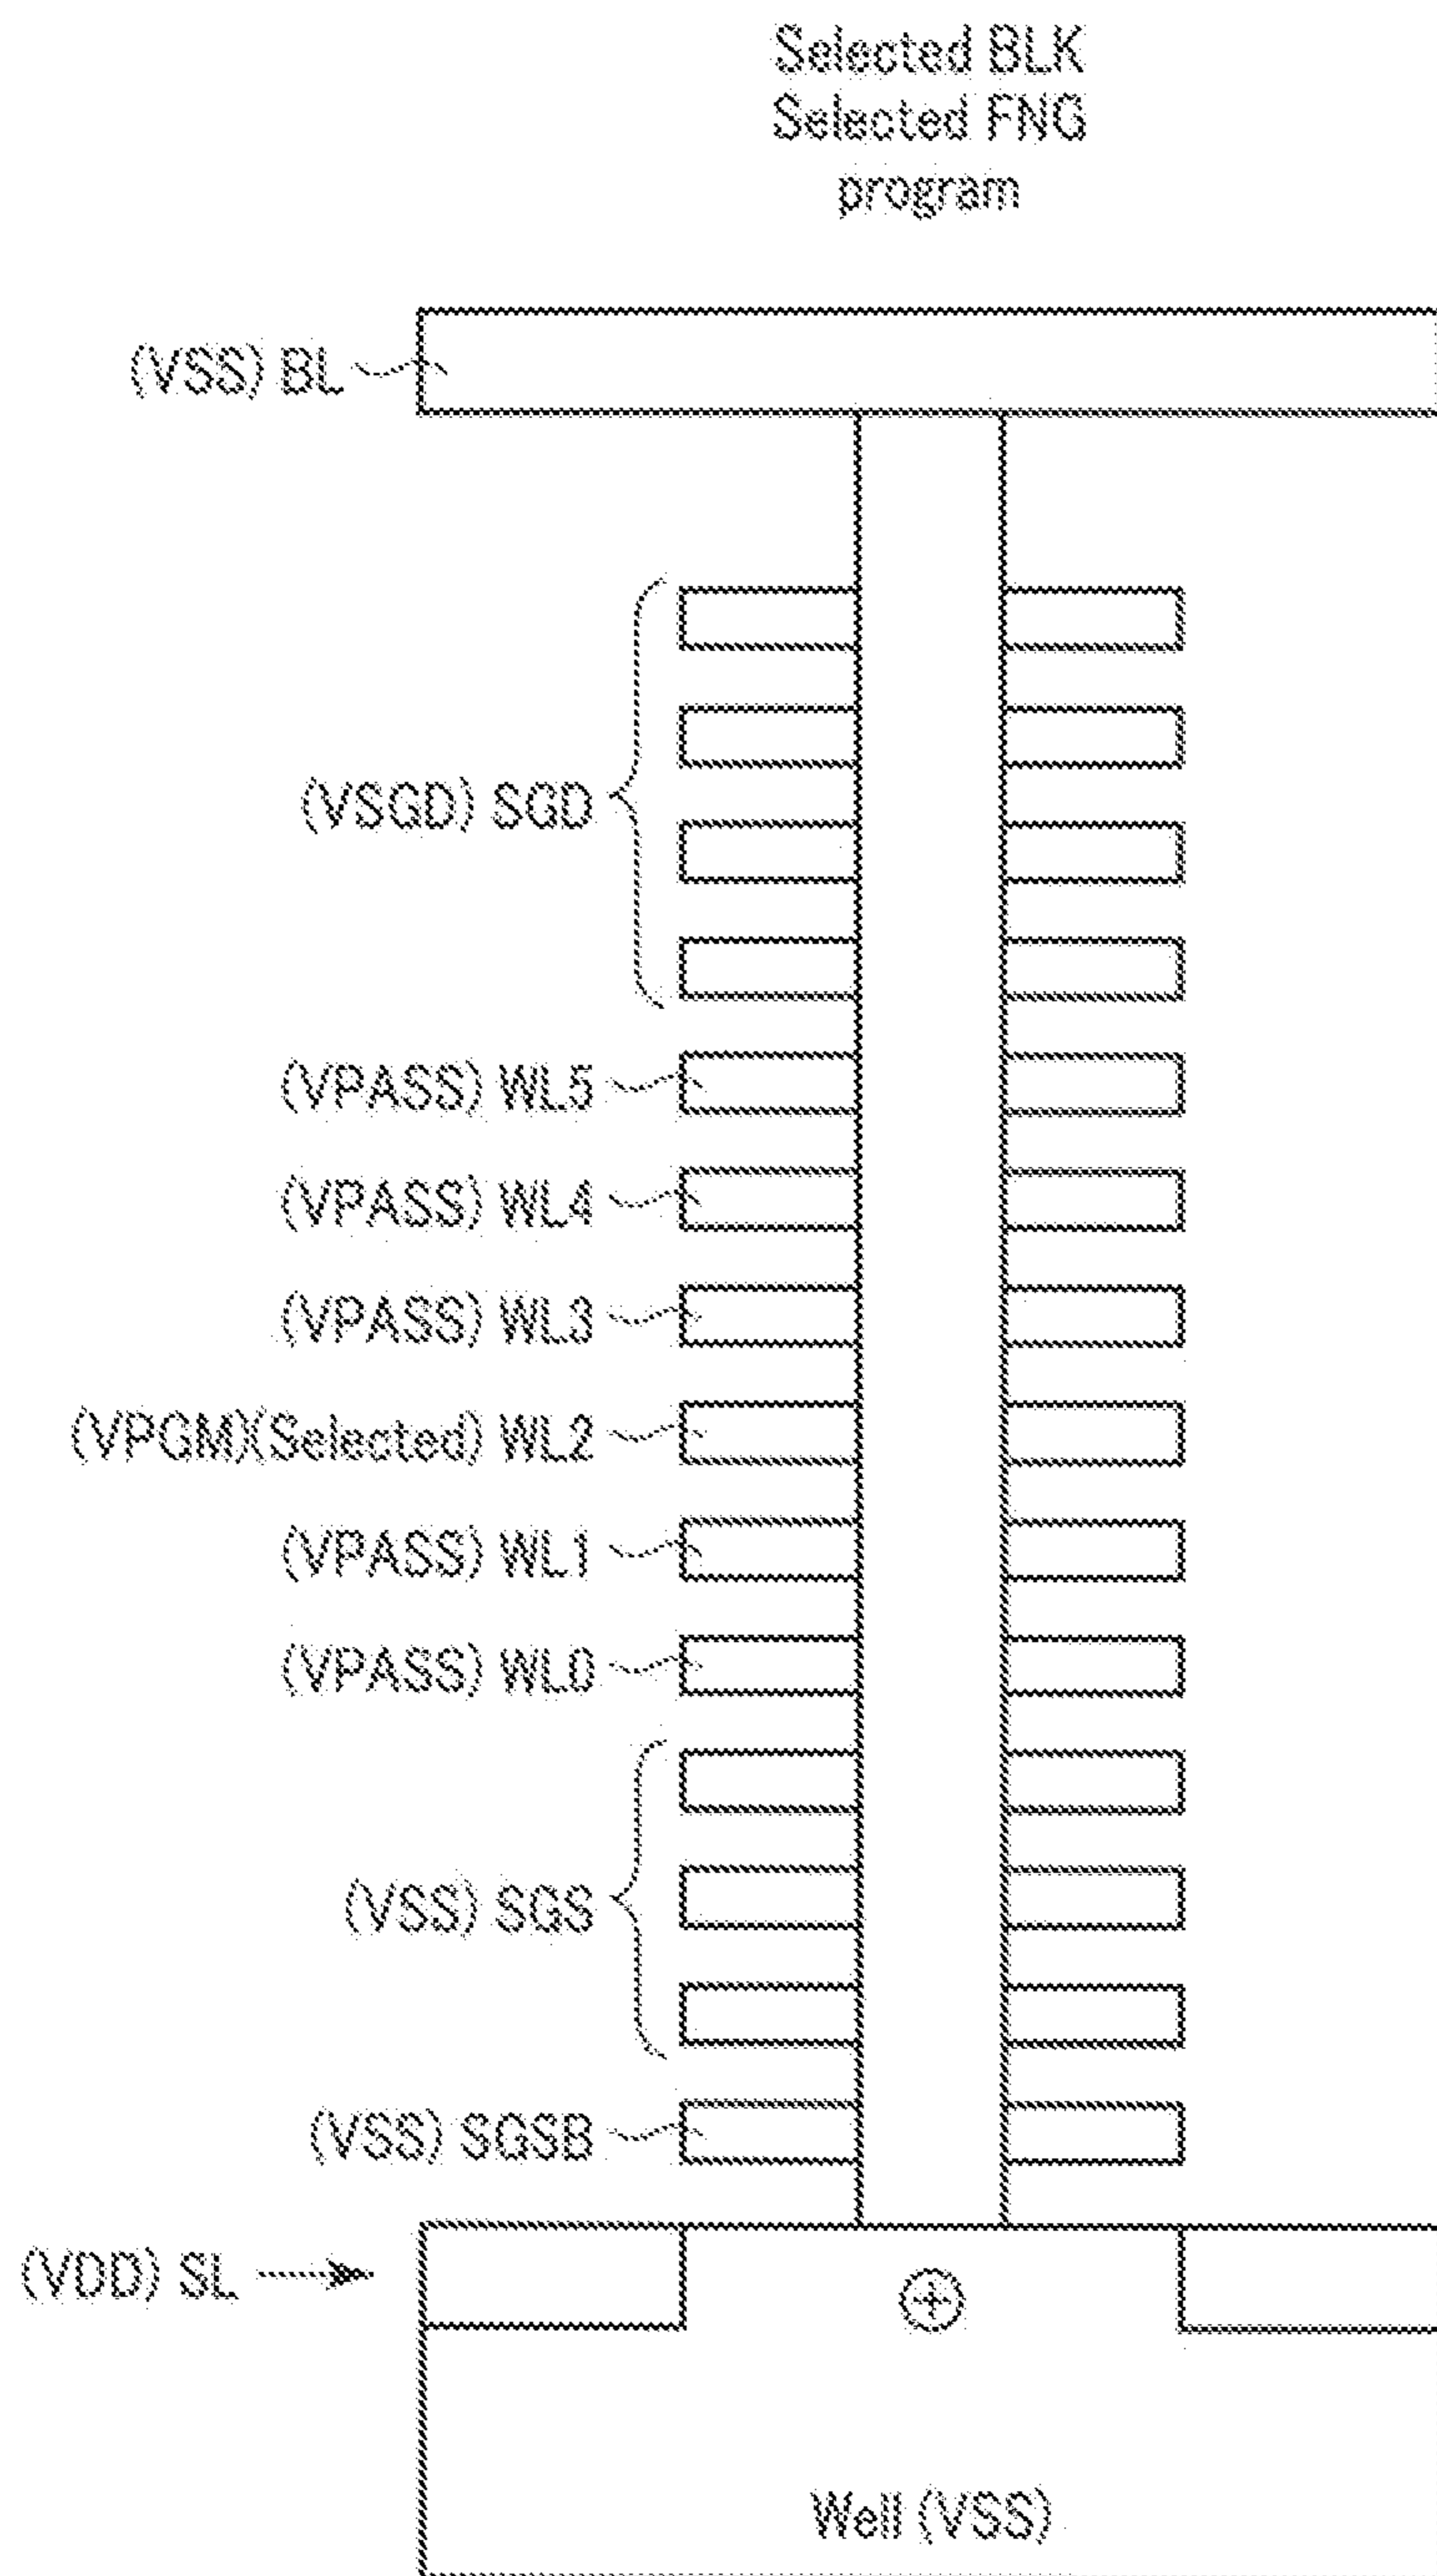 Selected BLK
Selected FNG
program
(VSS) BL
(VSGD) SGD
(VPASS) WL5
(VPASS) WL4
(VPASS) WL3
(VPGM)(Selected) WL2
(VPASS) WL1
(VPASS) WL0
(VSS) SGS
(VSS) SGSB
(VDD) SL
Well (VSS)